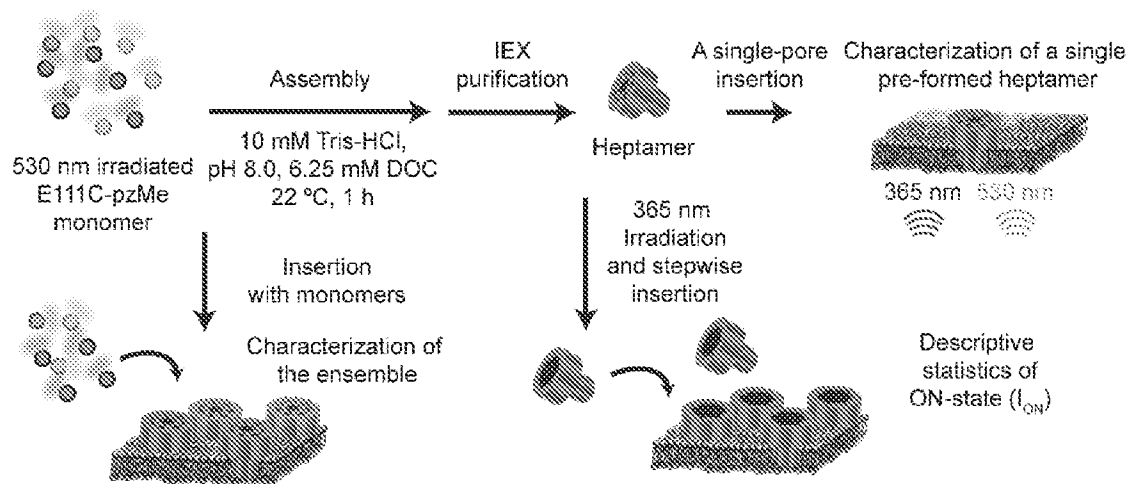 530 nm irradiated
E111C-pzMe
monomer
Assembly
10 mM Tris-HCl,
pH 8.0, 6.25 mM DOC
22 ºC, 1 h
IEX
purification
Heptamer
A single-pore
insertion
Characterization of a single
pre-formed heptamer
365 nm
530 nm
Insertion
with monomers
Characterization of
the ensemble
365 nm
Irradiation
and stepwise
insertion
Descriptive
statistics of
ON-state (I_ON)